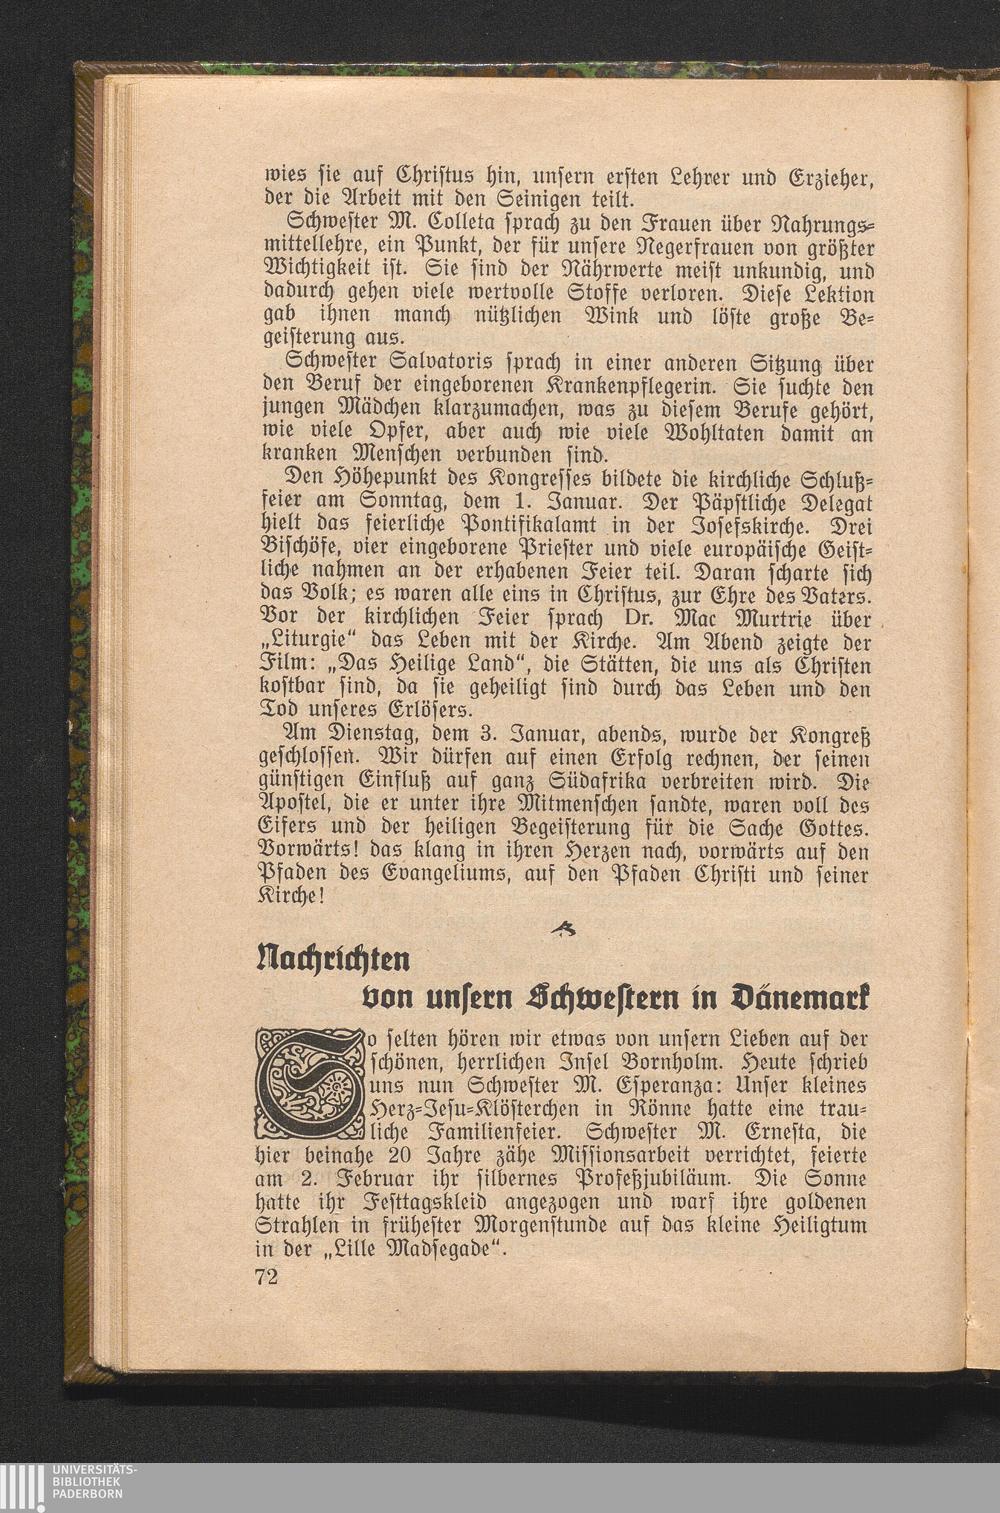 wies sie auf Christus hin, unsern ersten Lehrer und Erzieher,
der die Arbeit mit den Seinigen teilt.
Schwester M. Colleta sprach zu den Frauen über Nahrungs-
mittellehre, ein Punkt, der für unsere Negerfrauen von größter
Wichtigkeit ist. Sie sind der Nährwerte meist unkundig, und
dadurch gehen viele wertvolle Stoffe verloren. Diese Lektion
gab ihnen manch nützlichen Wink und löste große Be-
geisterung aus.
Schwester Salvatoris sprach in einer anderen Sitzung über
den Beruf der eingeborenen Krankenpflegerin. Sie suchte den
jungen Mädchen klarzumachen, was zu diesem Berufe gehört,
wie viele Opfer, aber auch wie viele Wohltaten damit an
kranken Menschen verbunden sind.
Den Höhepunkt des Kongresses bildete die kirchliche Schluß-
feier am Sonntag, dem 1. Januar. Der Päpstliche Delegat
hielt das feierliche Pontifikalamt in der Josefskirche. Drei
Bischöfe, vier eingeborene Priester und viele europäische Geist-
liche nahmen an der erhabenen Feier teil. Daran scharte sich
das Volk; es waren alle eins in Christus, zur Ehre des Vaters.
Vor der kirchlichen Feier sprach Dr. Mac Murtrie über
„Liturgie“ das Leben mit der Kirche. Am Abend zeigte der
Film: „Das Heilige Land“, die Stätten, die uns als Christen
kostbar sind, da sie geheiligt sind durch das Leben und den
Tod unseres Erlösers.
Am Dienstag, dem 3. Januar, abends, wurde der Kongreß
geschlossen. Wir dürfen auf einen Erfolg rechnen, der seinen
günstigen Einfluß auf ganz Südafrika verbreiten wird. Die
Apostel, die er unter ihre Mitmenschen sandte, waren voll des
Eifers und der heiligen Begeisterung für die Sache Gottes.
Vorwärts! das klang in ihren Herzen nach, vorwärts auf den
Pfaden des Evangeliums, auf den Pfaden Christi und seiner
Kirche!
Nachrichten
von unsern Schwestern in Dänemark
So selten hören wir etwas von unsern Lieben auf der
schönen, herrlichen Insel Bornholm. Heute schrieb
uns nun Schwester M. Esperanza: Unser kleines
Herz-Jesu-Klösterchen in Rönne hatte eine trau-
liche Familienfeier. Schwester M. Ernesta, die
hier beinahe 20 Jahre zähe Missionsarbeit verrichtet, feierte
am 2. Februar ihr silbernes Profeßjubiläum. Die Sonne
hatte ihr Festtagskleid angezogen und warf ihre goldenen
Strahlen in frühester Morgenstunde auf das kleine Heiligtum
in der „Lille Madsegade“.
72
UNIVERSITÄTS-
BIBLIOTHEK
PADERBORN